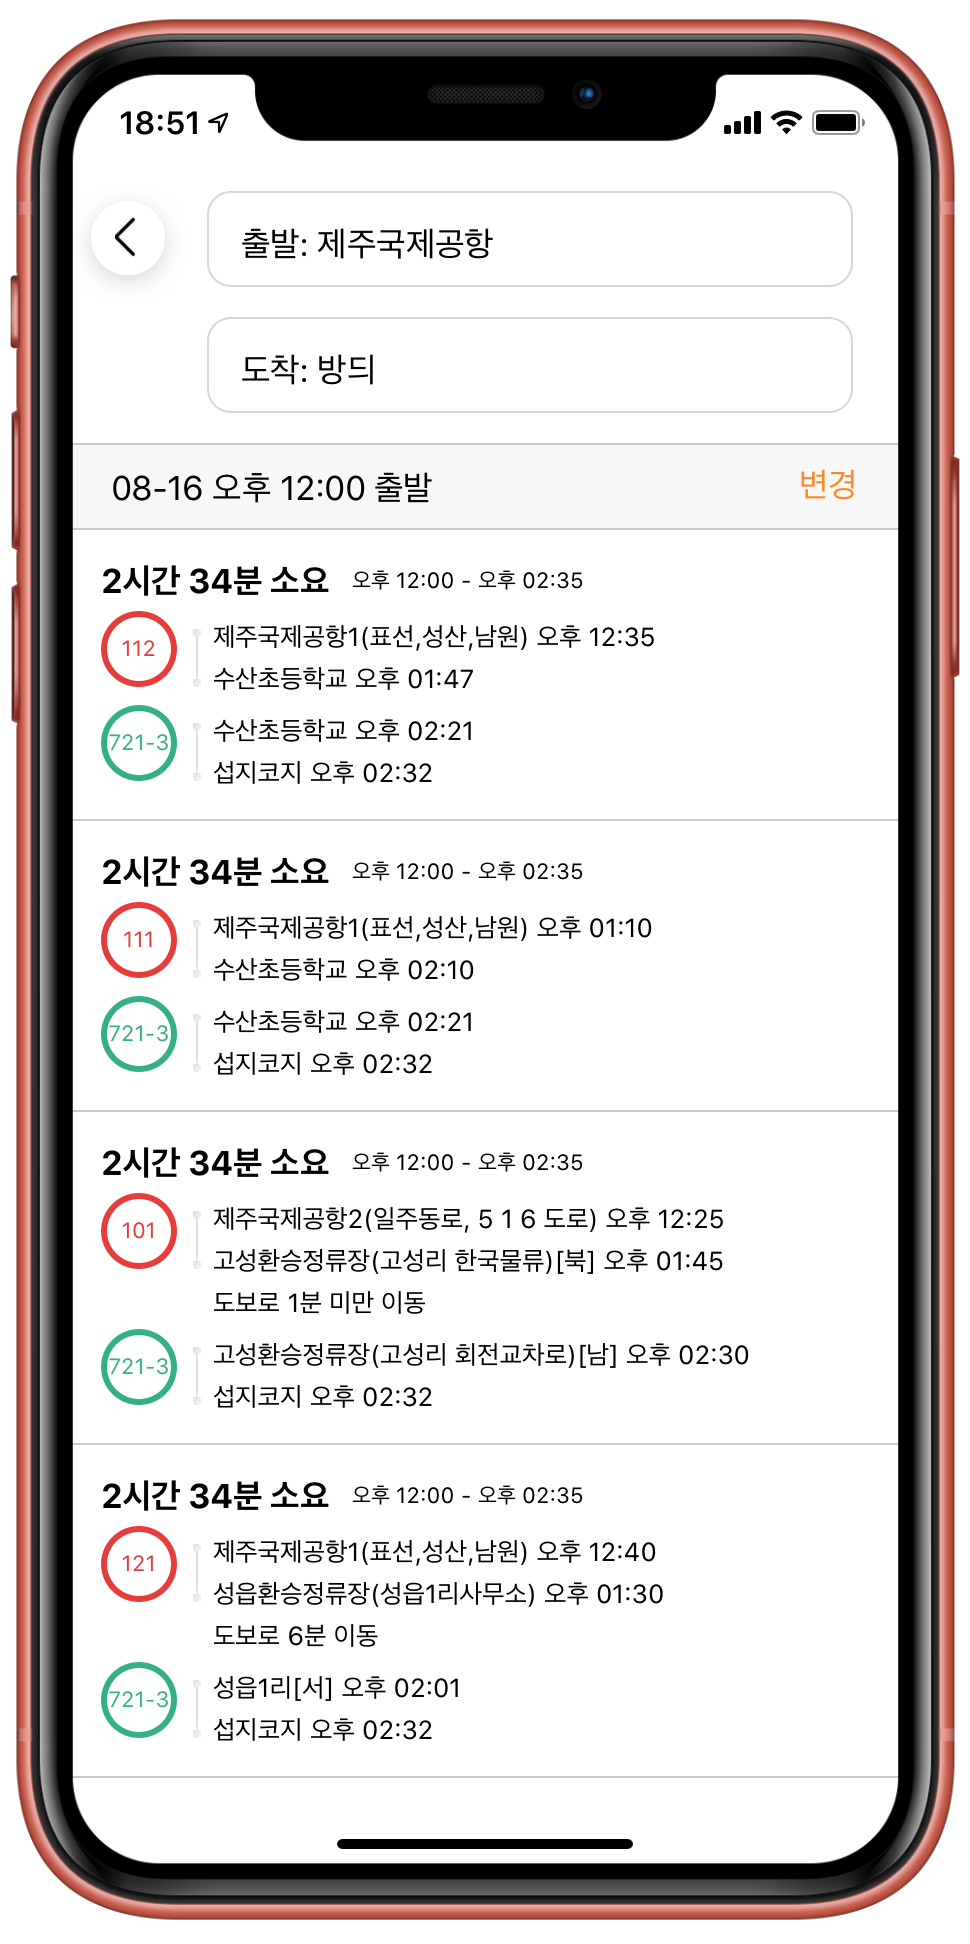 18:51
출발: 제주국제공항
도착: 방듸
08-16 오후 12:00 출발 변경
2시간 34분 소요 오후 12:00 - 오후 02:35
112 제주국제공항1(표선,성산,남원) 오후 12:35
수산초등학교 오후 01:47
721-3 수산초등학교 오후 02:21
섭지코지 오후 02:32
2시간 34분 소요 오후 12:00 - 오후 02:35
111 제주국제공항1(표선,성산,남원) 오후 01:10
수산초등학교 오후 02:10
721-3 수산초등학교 오후 02:21
섭지코지 오후 02:32
2시간 34분 소요 오후 12:00 - 오후 02:35
101 제주국제공항2(일주동로, 5 1 6 도로) 오후 12:25
고성환승정류장(고성리 한국물류)[북] 오후 01:45
도보로 1분 미만 이동
721-3 고성환승정류장(고성리 회전교차로)[남] 오후 02:30
섭지코지 오후 02:32
2시간 34분 소요 오후 12:00 - 오후 02:35
121 제주국제공항1(표선,성산,남원) 오후 12:40
성읍환승정류장(성읍1리사무소) 오후 01:30
도보로 6분 이동
721-3 성읍1리[서] 오후 02:01
섭지코지 오후 02:32